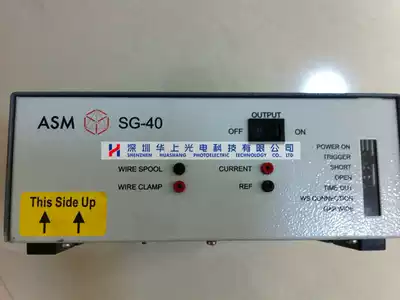 ASM SG-40
OUTPUT
OFF ON
深圳华上光电科技有限公司
SHENZHEN HUASHANG PHOTOELECTRIC TECHNOLOGY CO., LTD
WIRE SPOOL CURRENT
WIRE CLAMP REF
POWER ON
TRIGGER
SHORT
OPEN
TIME OUT
WS CONNECTION
GAP WIDE
This Side Up